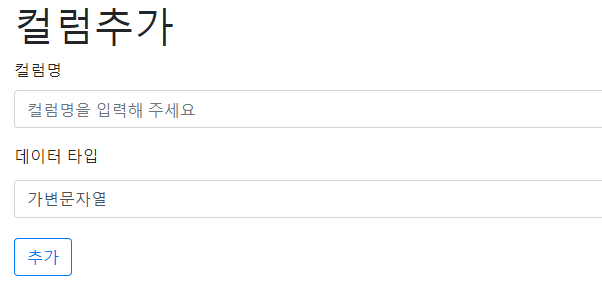 컬럼추가
컬럼명
컬럼명을 입력해 주세요
데이터 타입
가변문자열
추가